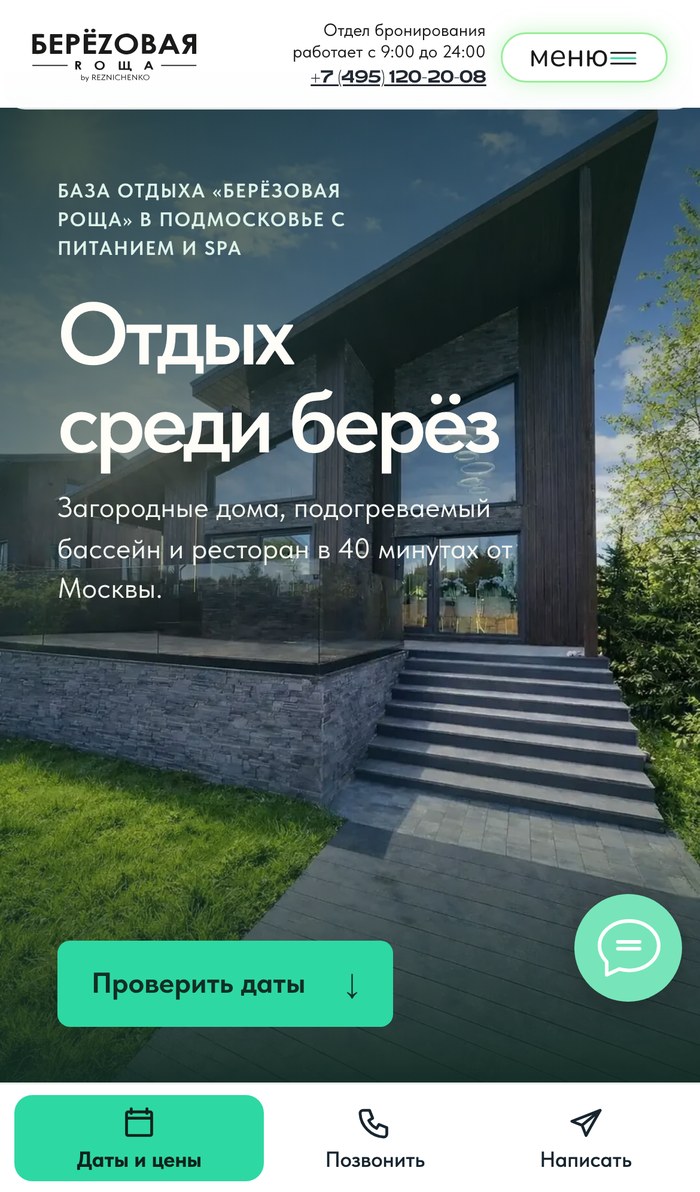 БЕРЁZОВАЯ
РОЩА
by REZNICHENKO
Отдел бронирования
работает с 9:00 до 24:00
+7 (495) 120-20-08
меню
БАЗА ОТДЫХА «БЕРЁЗОВАЯ
РОЩА» В ПОДМОСКОВЬЕ С
ПИТАНИЕМ И SPA
Отдых
среди берёз
Загородные дома, подогреваемый
бассейн и ресторан в 40 минутах от
Москвы.
Проверить даты ↓
Даты и цены
Позвонить
Написать